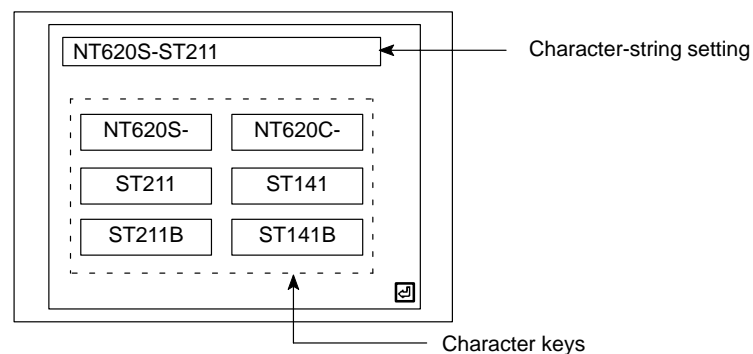 NT620S-ST211
Character-string setting
NT620S- NT620C-
ST211 ST141
ST211B ST141B
Character keys